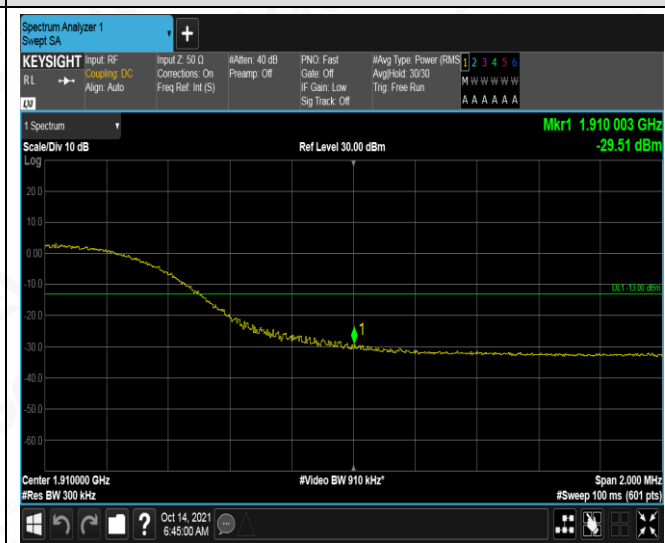 Spectrum Analyzer 1
Swept SA
KEYSIGHT
RL
LXI
Input: RF
Coupling: DC
Align: Auto
Input Z: 50 Ω
Corrections: On
Freq Ref: Int (S)
#Atten: 40 dB
Preamp: Off
PNO: Fast
Gate: Off
IF Gain: Low
Sig Track: Off
#Avg Type: Power (RMS
Avg|Hold: 30/30
Trig: Free Run
1 2 3 4 5 6
M W W W W W
A A A A A A
1 Spectrum
Scale/Div 10 dB
Ref Level 30.00 dBm
Mkr1 1.910 003 GHz
-29.51 dBm
Log
20.0
10.0
0.00
-10.0
DL1 -13.00 dBm
-20.0
1
-30.0
-40.0
-50.0
-60.0
Center 1.910000 GHz
#Video BW 910 kHz*
Span 2.000 MHz
#Res BW 300 kHz
#Sweep 100 ms (601 pts)
?
Oct 14, 2021
6:45:00 AM